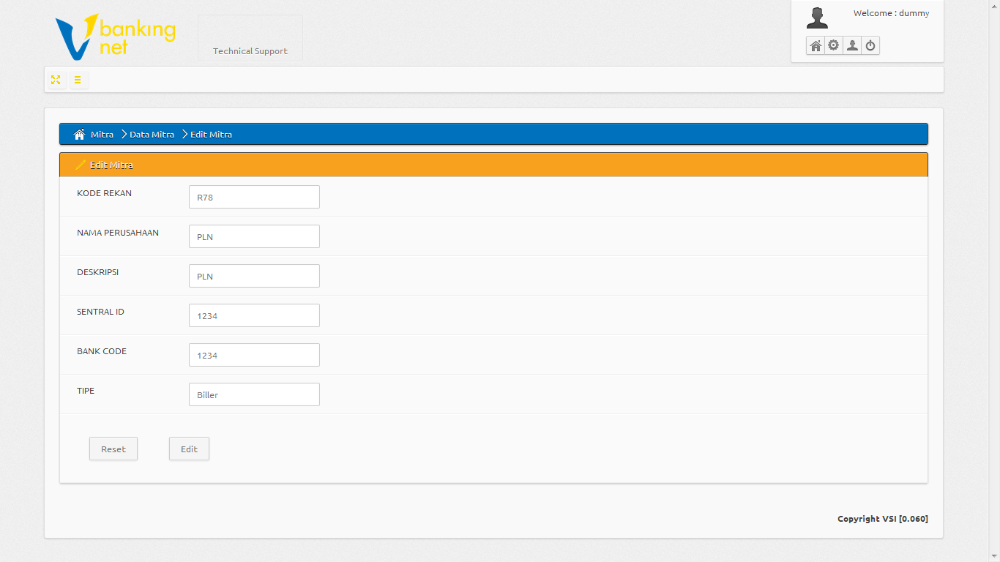 banking
net
Technical Support
Welcome : dummy
Mitra Data Mitra Edit Mitra
Edit Mitra
KODE REKAN R78
NAMA PERUSAHAAN PLN
DESKRIPSI PLN
SENTRAL ID 1234
BANK CODE 1234
TIPE Biller
Reset Edit
Copyright VSI [0.060]